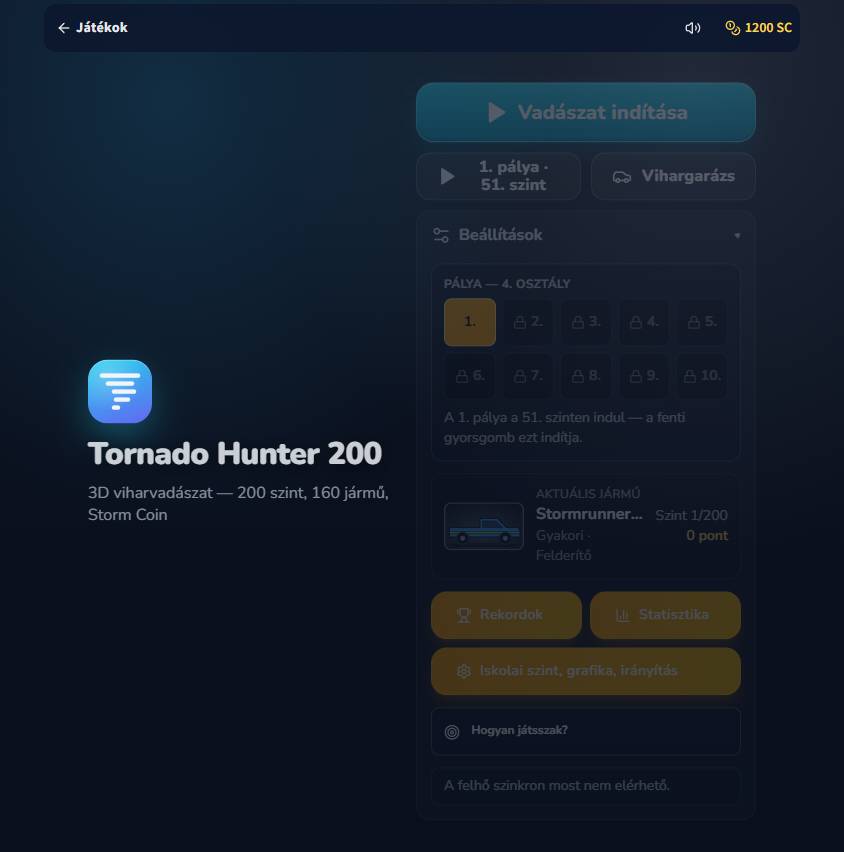 Játékok
1200 SC
Vadászat indítása
1. pálya ·
51. szint
Vihargarázs
Beállítások
PÁLYA — 4. OSZTÁLY
1.
2.
3.
4.
5.
6.
7.
8.
9.
10.
A 1. pálya a 51. szinten indul — a fenti
gyorsgomb ezt indítja.
Tornado Hunter 200
3D viharvadászat — 200 szint, 160 jármű,
Storm Coin
AKTUÁLIS JÁRMŰ
Stormrunner...
Szint 1/200
Gyakori ·
0 pont
Felderítő
Rekordok
Statisztika
Iskolai szint, grafika, irányítás
Hogyan játsszak?
A felhő szinkron most nem elérhető.